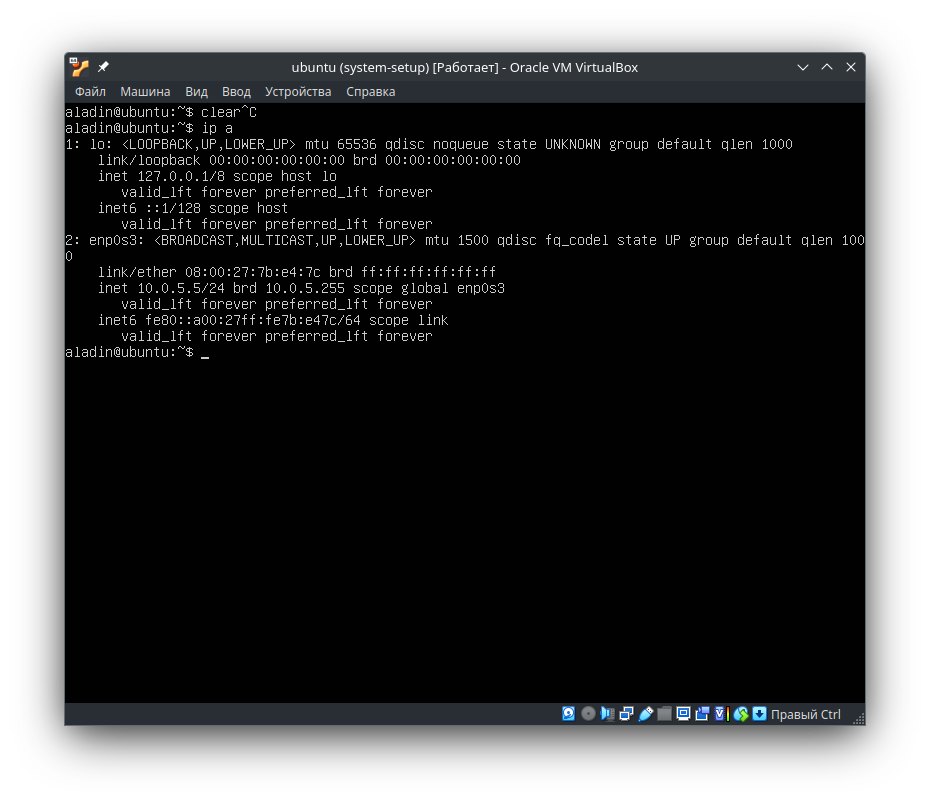 ubuntu (system-setup) [Работает] - Oracle VM VirtualBox
Файл Машина Вид Ввод Устройства Справка
aladin@ubuntu:~$ clear^C
aladin@ubuntu:~$ ip a
1: lo: <LOOPBACK,UP,LOWER_UP> mtu 65536 qdisc noqueue state UNKNOWN group default qlen 1000
    link/loopback 00:00:00:00:00:00 brd 00:00:00:00:00:00
    inet 127.0.0.1/8 scope host lo
       valid_lft forever preferred_lft forever
    inet6 ::1/128 scope host
       valid_lft forever preferred_lft forever
2: enp0s3: <BROADCAST,MULTICAST,UP,LOWER_UP> mtu 1500 qdisc fq_codel state UP group default qlen 100
0
    link/ether 08:00:27:7b:e4:7c brd ff:ff:ff:ff:ff:ff
    inet 10.0.5.5/24 brd 10.0.5.255 scope global enp0s3
       valid_lft forever preferred_lft forever
    inet6 fe80::a00:27ff:fe7b:e47c/64 scope link
       valid_lft forever preferred_lft forever
aladin@ubuntu:~$ _
Правый Ctrl